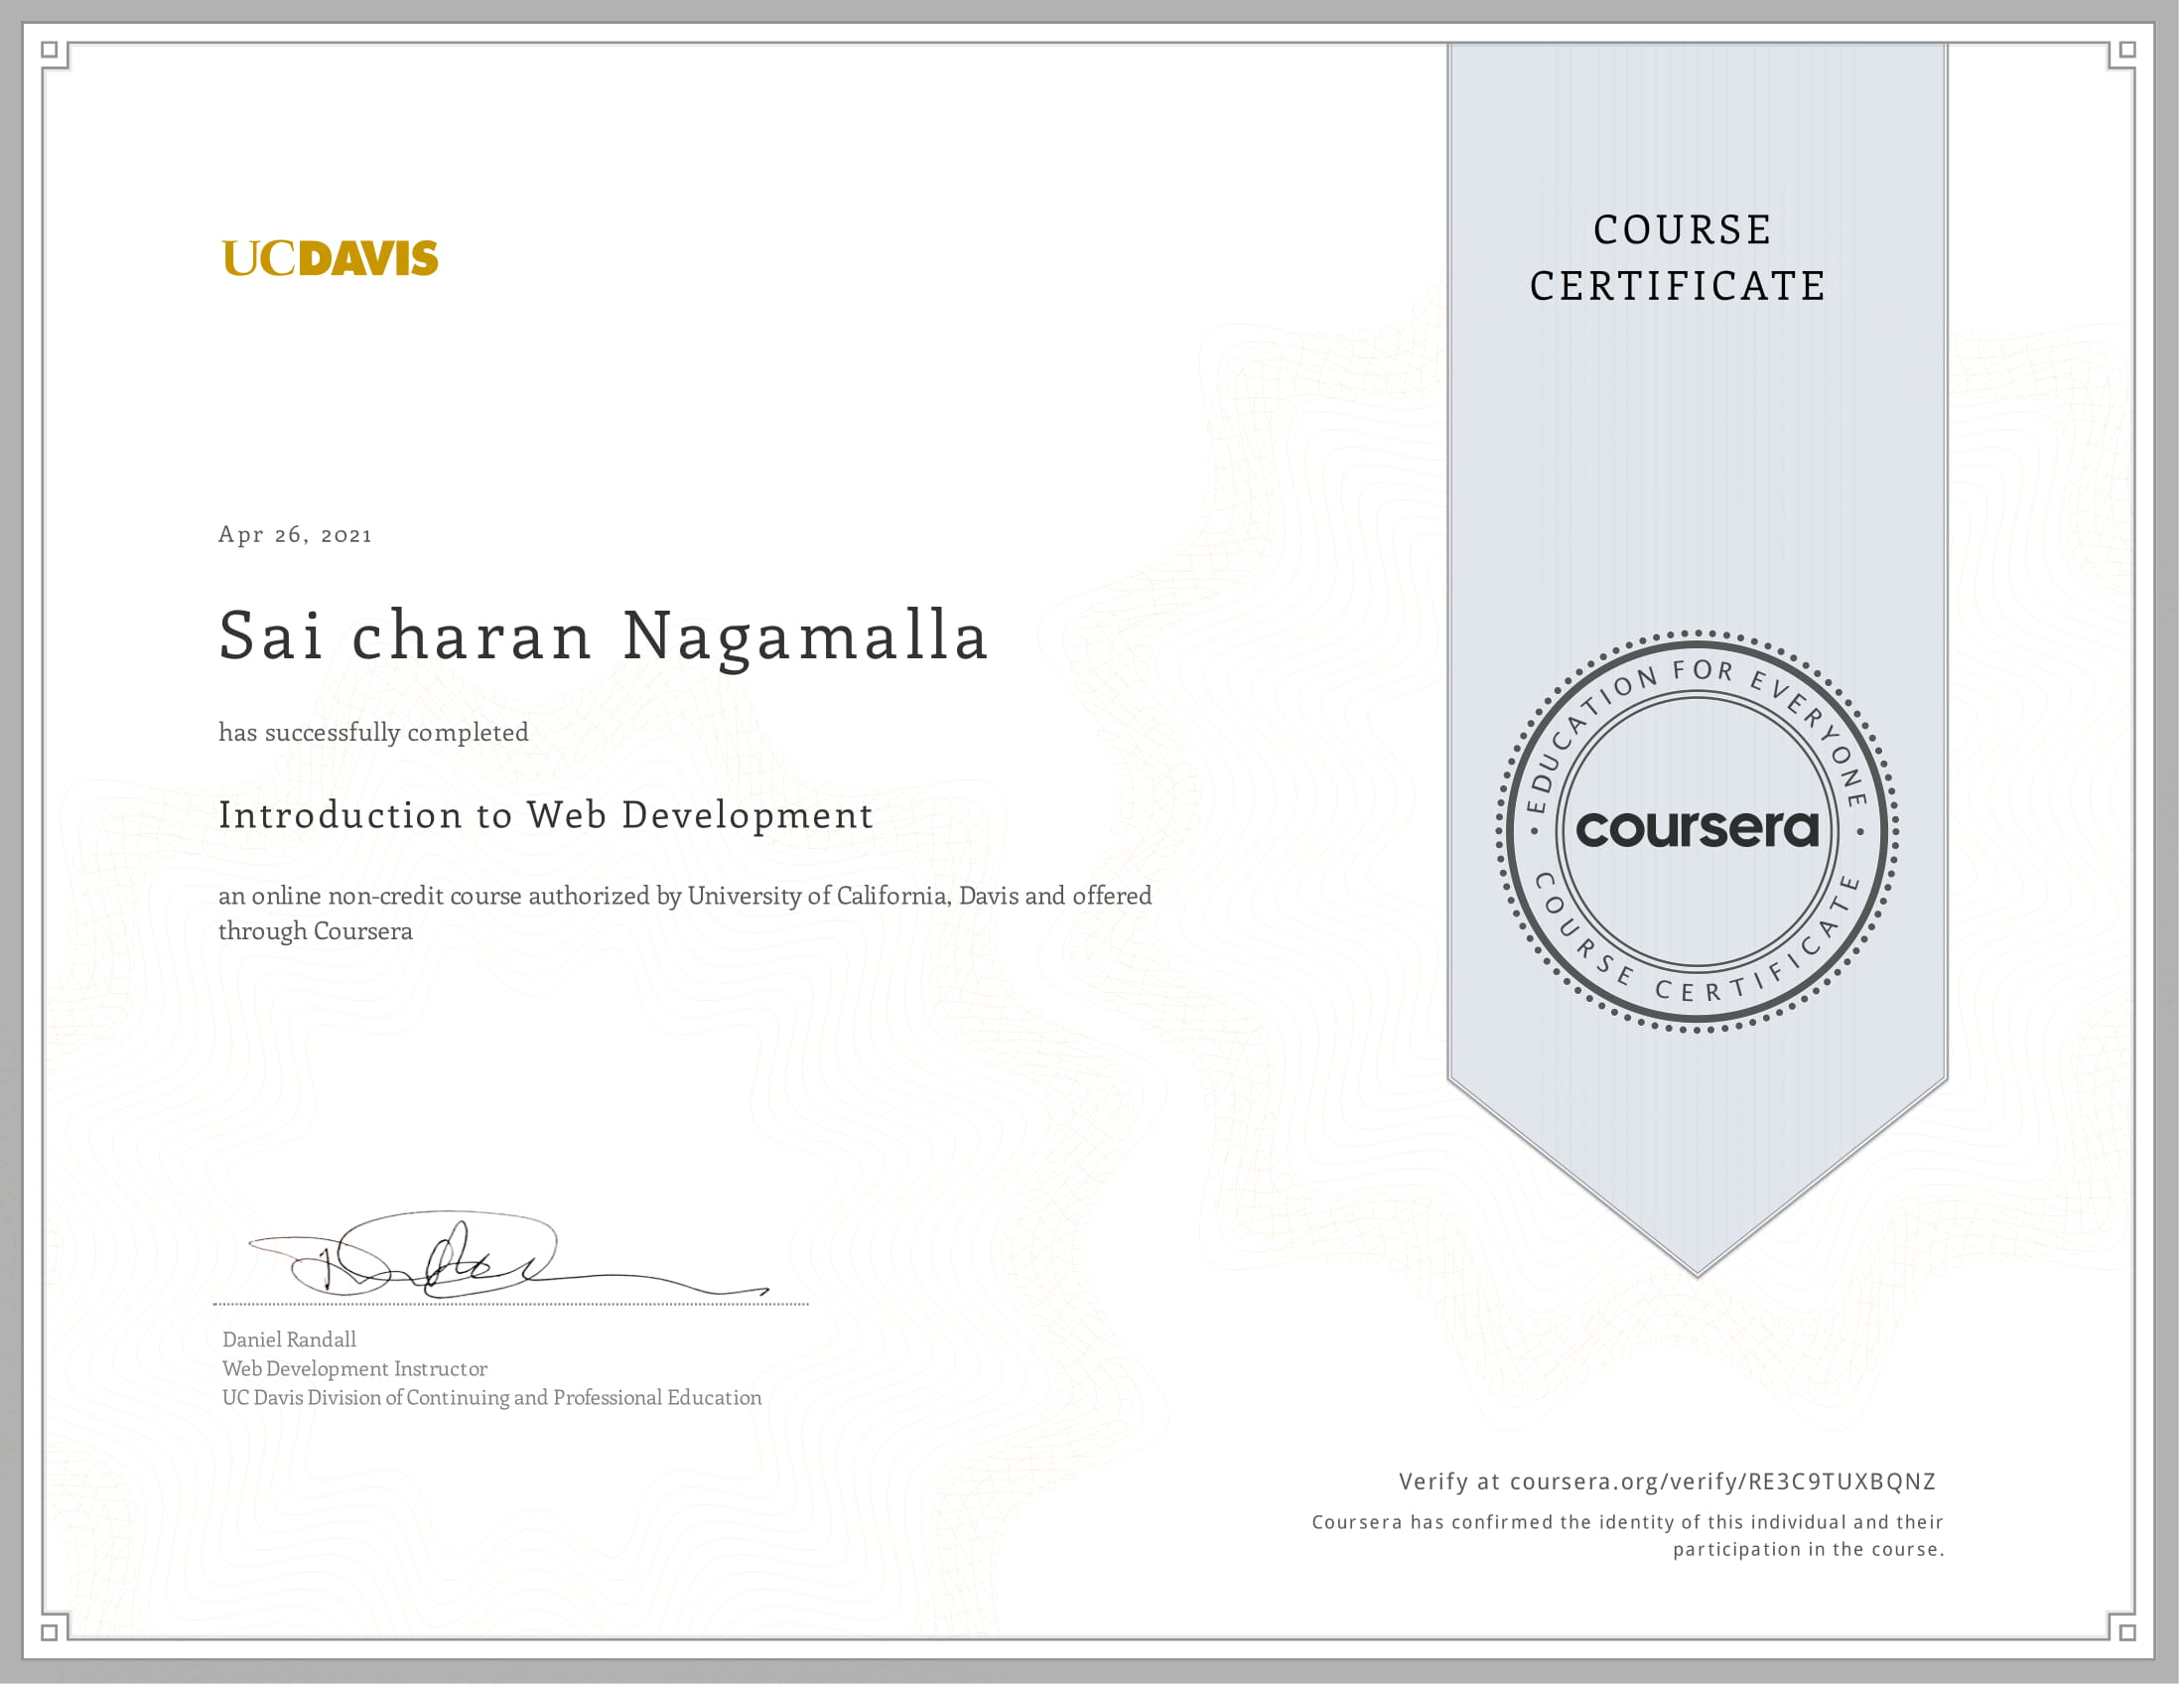 UCDAVIS
COURSE
CERTIFICATE
Apr 26, 2021
Sai charan Nagamalla
has successfully completed
Introduction to Web Development
an online non-credit course authorized by University of California, Davis and offered
through Coursera
EDUCATION FOR EVERYONE
coursera
COURSE CERTIFICATE
Daniel Randall
Web Development Instructor
UC Davis Division of Continuing and Professional Education
Verify at coursera.org/verify/RE3C9TUXBQNZ
Coursera has confirmed the identity of this individual and their
participation in the course.